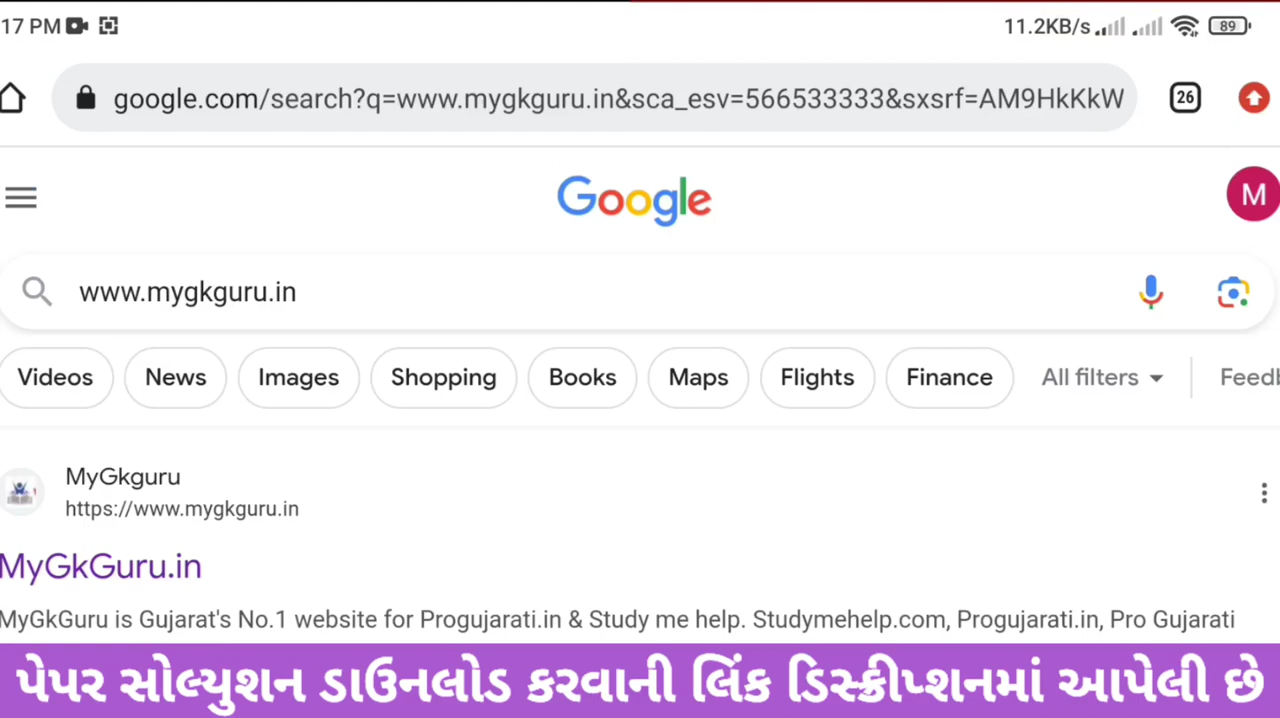 17 PM 11.2KB/s 89
google.com/search?q=www.mygkguru.in&sca_esv=566533333&sxsrf=AM9HkKkW 26
Google M
www.mygkguru.in
Videos News Images Shopping Books Maps Flights Finance All filters Feedb
MyGkguru
https://www.mygkguru.in
MyGkGuru.in
MyGkGuru is Gujarat's No.1 website for Progujarati.in & Study me help. Studymehelp.com, Progujarati.in, Pro Gujarati
પેપર સોલ્યુશન ડાઉનલોડ કરવાની લિંક ડિસ્ક્રીપ્શનમાં આપેલી છે